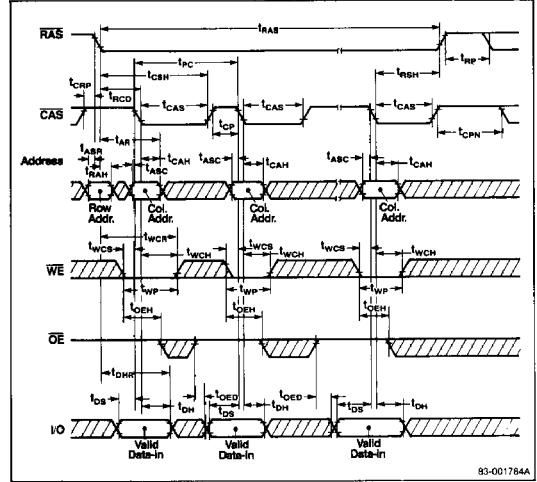 RAS
tRAS
tRP
tPC
tCSH
tRSH
tCRP
tRCD
CAS
tCAS
tCP
tCAS
tCAS
tCPN
tAR
tASR
tRAH
tASC
tCAH
tASC
tCAH
tASC
tCAH
Address
Row Addr.
Col. Addr.
Col. Addr.
Col. Addr.
tWCR
tWCS
tWCH
tWCS
tWCH
tWCS
tWCH
WE
tWP
tWP
tWP
tOEH
tOEH
tOEH
OE
tDHR
tDS
tDH
tOED
tDS
tDH
tOED
tDS
tDH
I/O
Valid Data-in
Valid Data-in
Valid Data-in
83-001764A